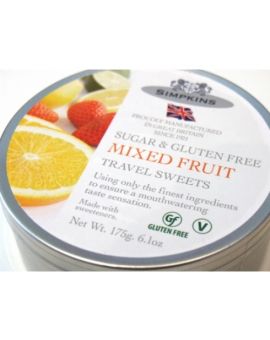 SIMPKINS
PROUDLY MANUFACTURED
IN GREAT BRITAIN
SINCE 1921
SUGAR & GLUTEN FREE
MIXED FRUIT
TRAVEL SWEETS
Using only the finest ingredients
to ensure a mouthwatering
taste sensation.
Made with
sweeteners.
Gf
GLUTEN FREE
V
Net Wt. 175g. 6.1oz